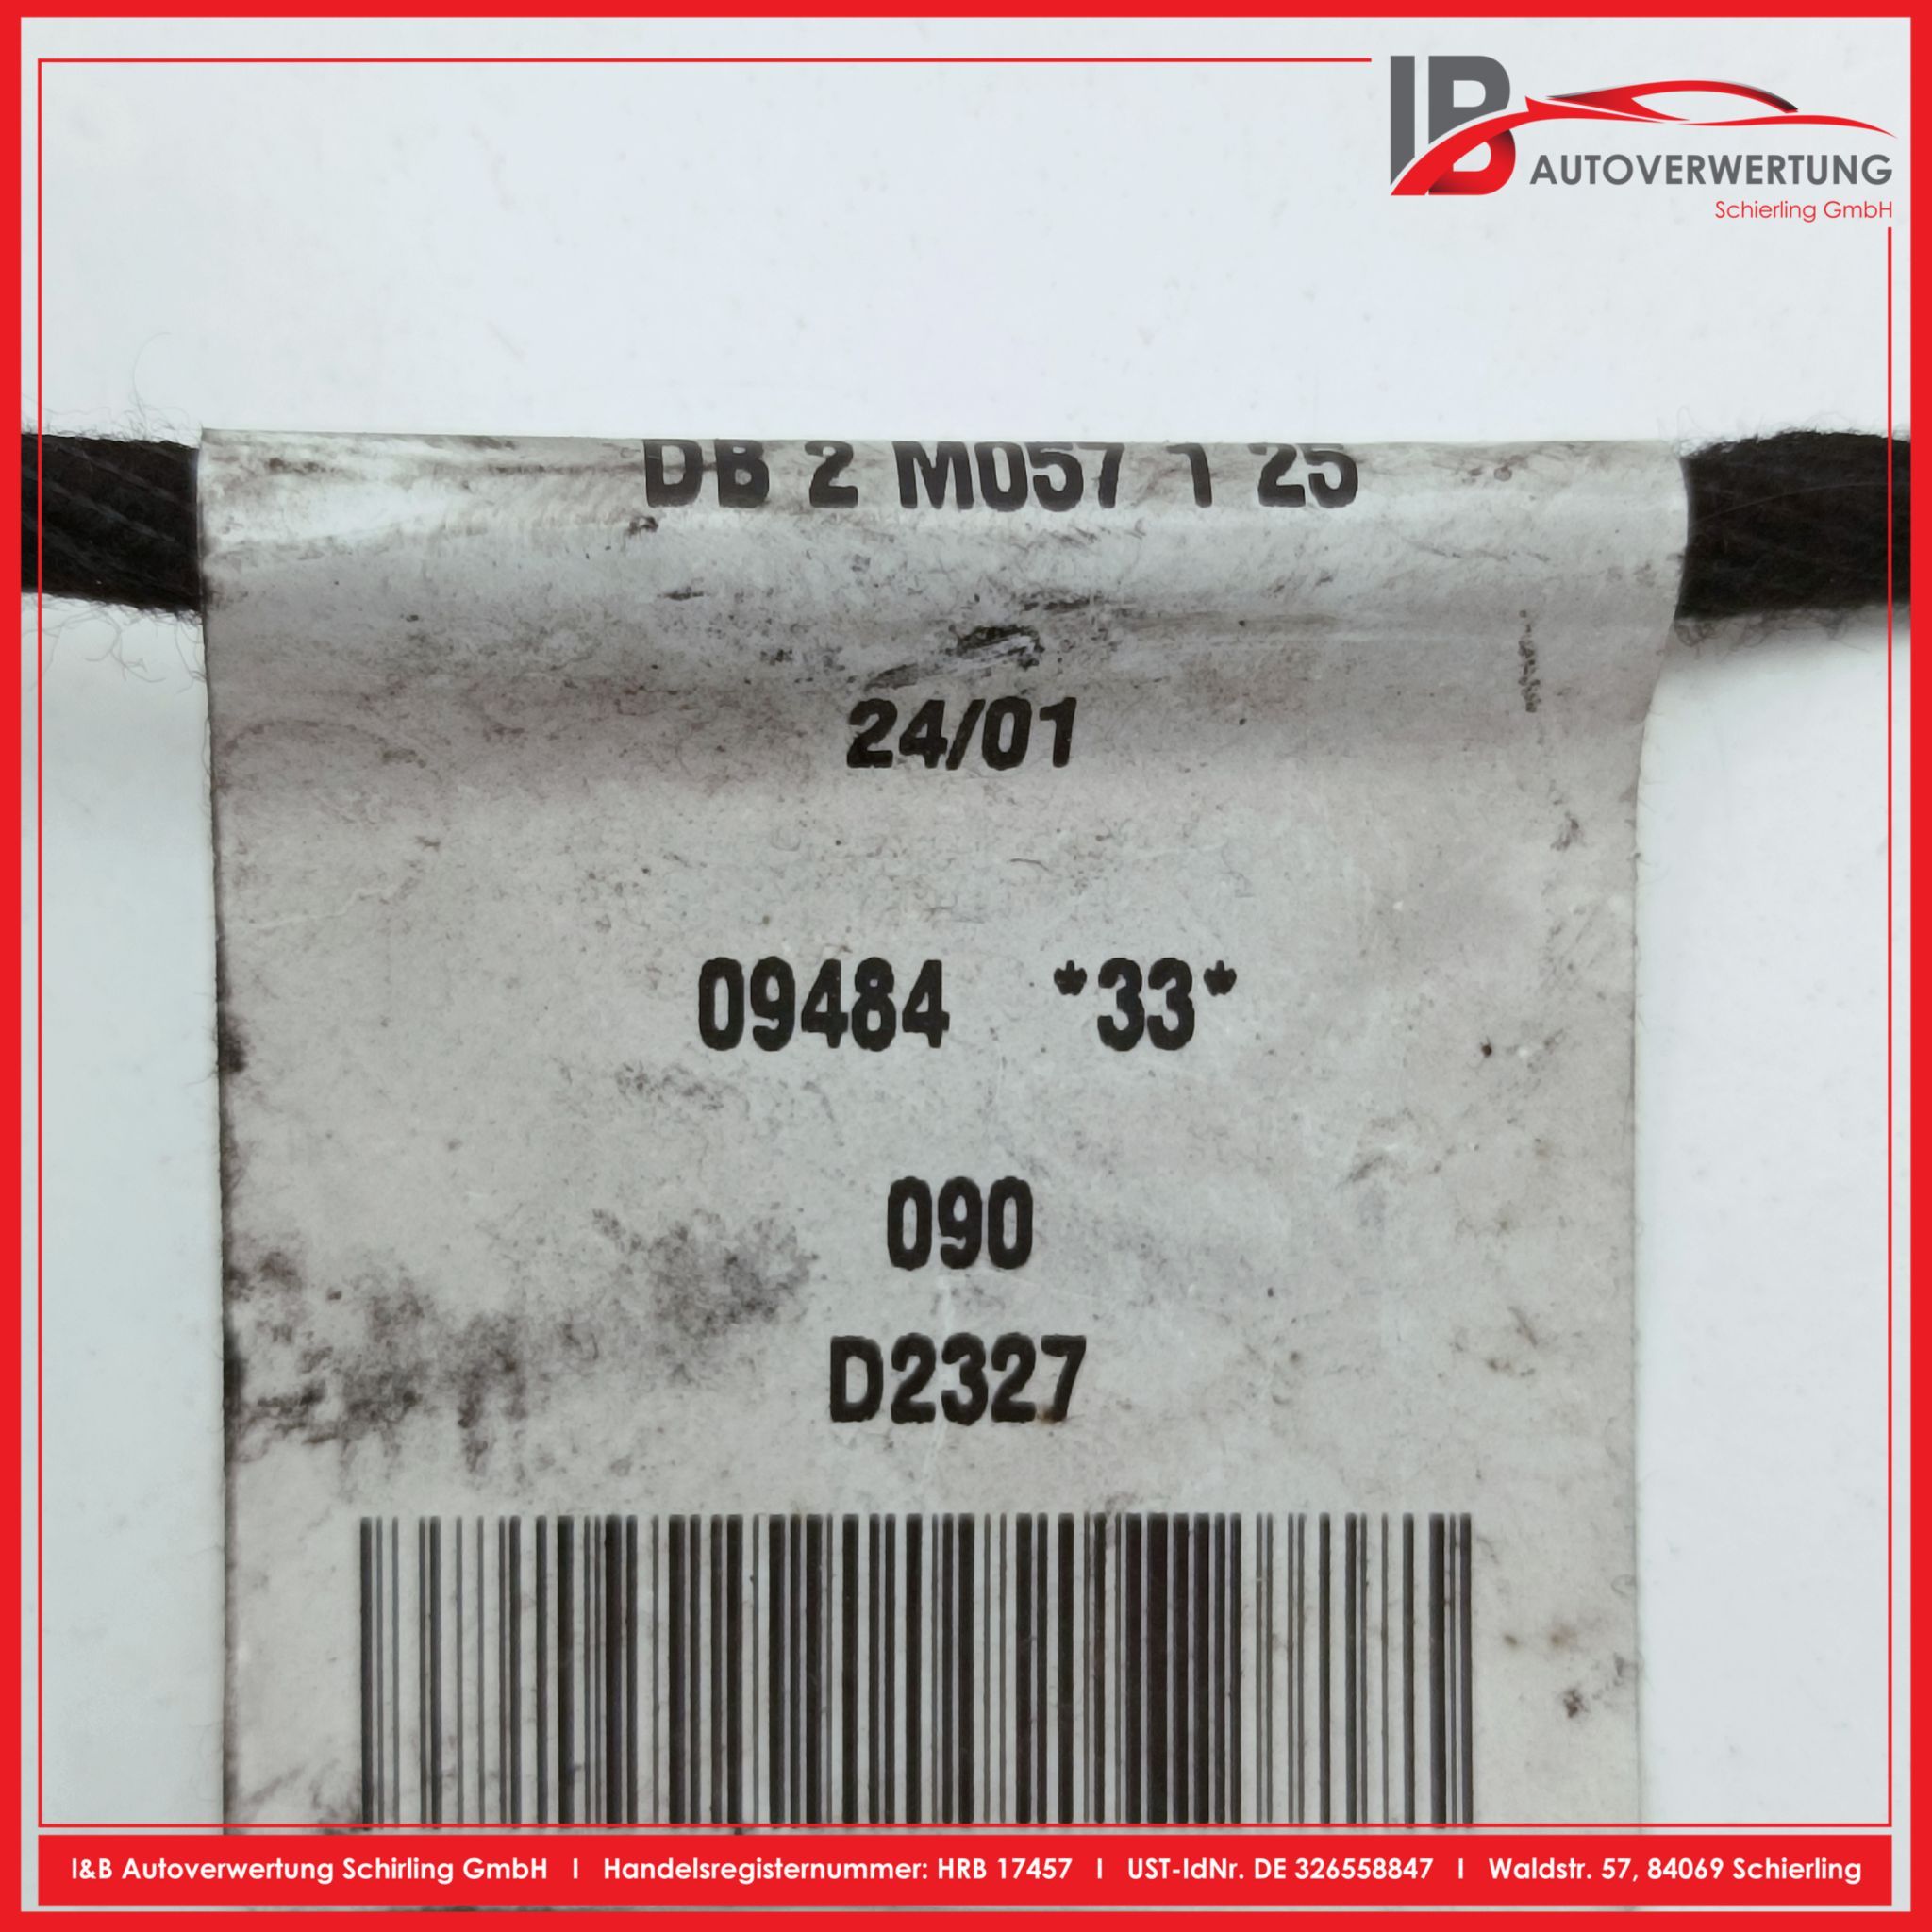 IB
AUTOVERWERTUNG
Schierling GmbH
DB 2 M057 1 25
24/01
09484 *33*
090
D2327
I&B Autoverwertung Schirling GmbH I Handelsregisternummer: HRB 17457 I UST-IdNr. DE 326558847 I Waldstr. 57, 84069 Schierling